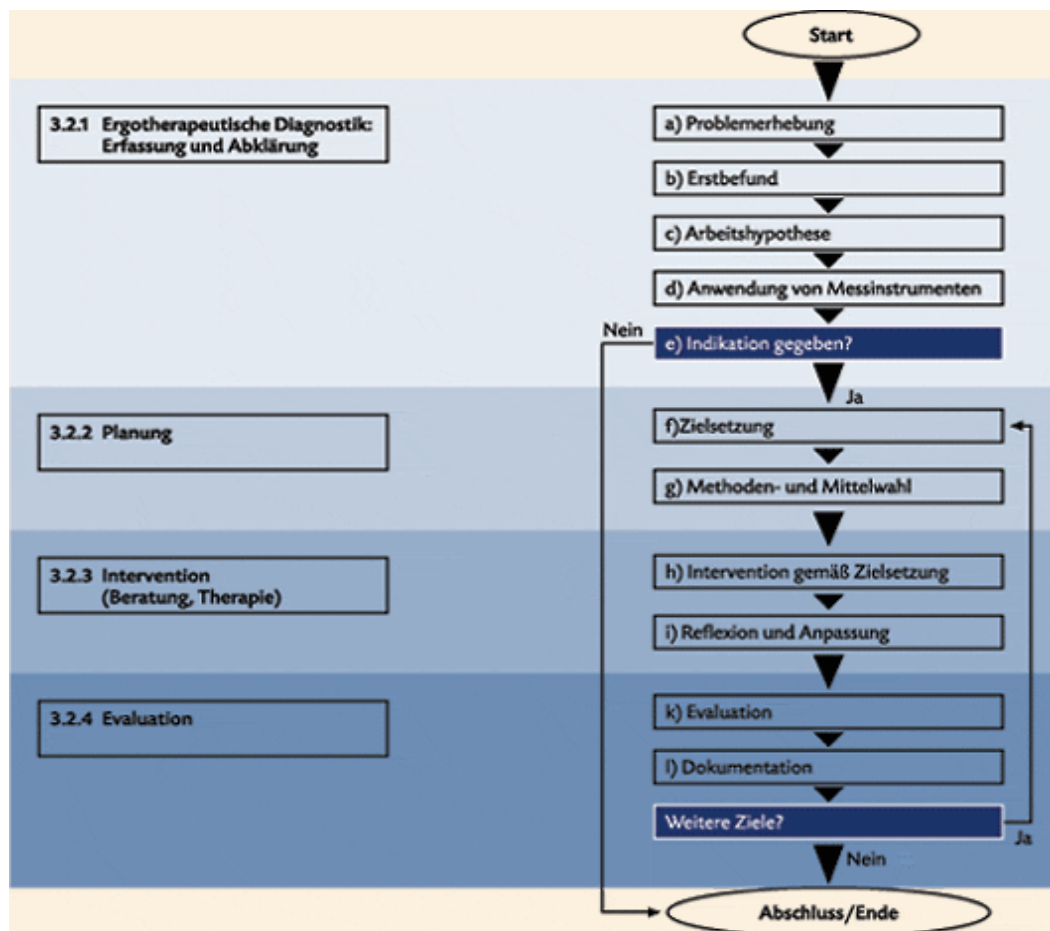 Start
3.2.1 Ergotherapeutische Diagnostik:
Erfassung und Abklärung
a) Problemerhebung
b) Erstbefund
c) Arbeitshypothese
d) Anwendung von Messinstrumenten
Nein
e) Indikation gegeben?
Ja
3.2.2 Planung
f)Zielsetzung
g) Methoden- und Mittelwahl
3.2.3 Intervention
(Beratung, Therapie)
h) Intervention gemäß Zielsetzung
i) Reflexion und Anpassung
3.2.4 Evaluation
k) Evaluation
l) Dokumentation
Weitere Ziele?
Ja
Nein
Abschluss/Ende